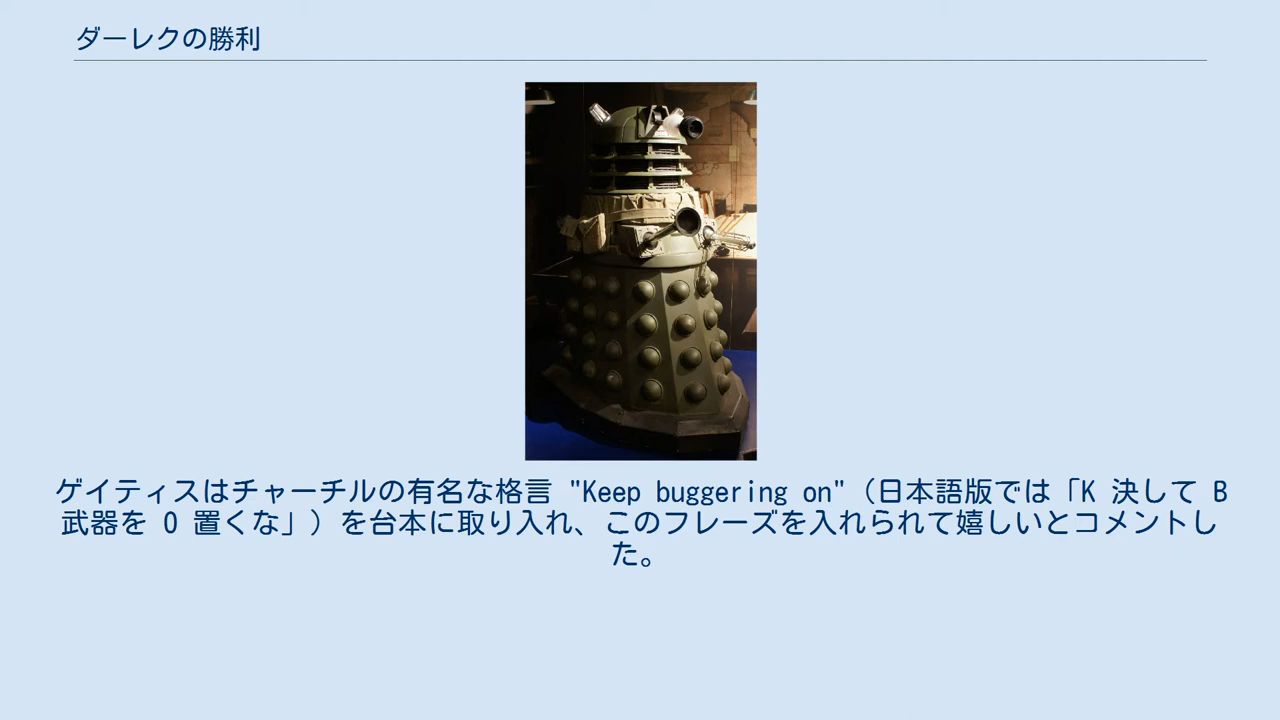 ダーレクの勝利
ゲイティスはチャーチルの有名な格言 "Keep buggering on"（日本語版では「K 決して B
武器を O 置くな」）を台本に取り入れ、このフレーズを入れられて嬉しいとコメントし
た。